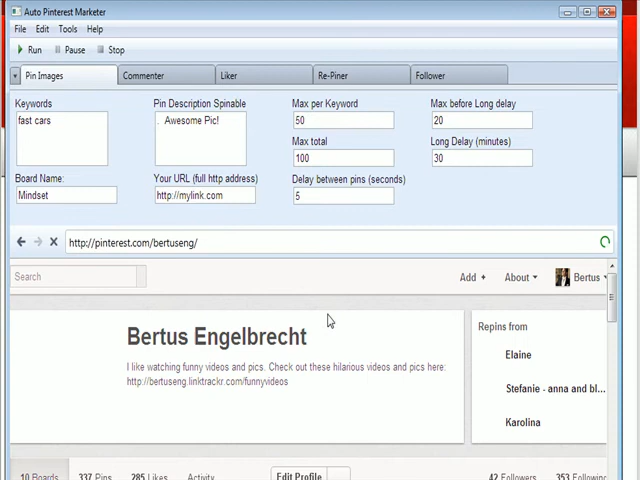 Auto Pinterest Marketer
File Edit Tools Help
Run Pause Stop
Pin Images Commenter Liker Re-Piner Follower
Keywords Pin Description Spinable Max per Keyword Max before Long delay
fast cars . Awesome Pic! 50 20
Max total Long Delay (minutes)
100 30
Board Name: Your URL (full http address) Delay between pins (seconds)
Mindset http://mylink.com 5
http://pinterest.com/bertuseng/
Search Add + About Bertus
Bertus Engelbrecht
I like watching funny videos and pics. Check out these hilarious videos and pics here:
http://bertuseng.linktrackr.com/funnyvideos
Repins from
Elaine
Stefanie - anna and bl...
Karolina
10 Boards 337 Pins 285 Likes Activity Edit Profile 42 Followers 353 Following